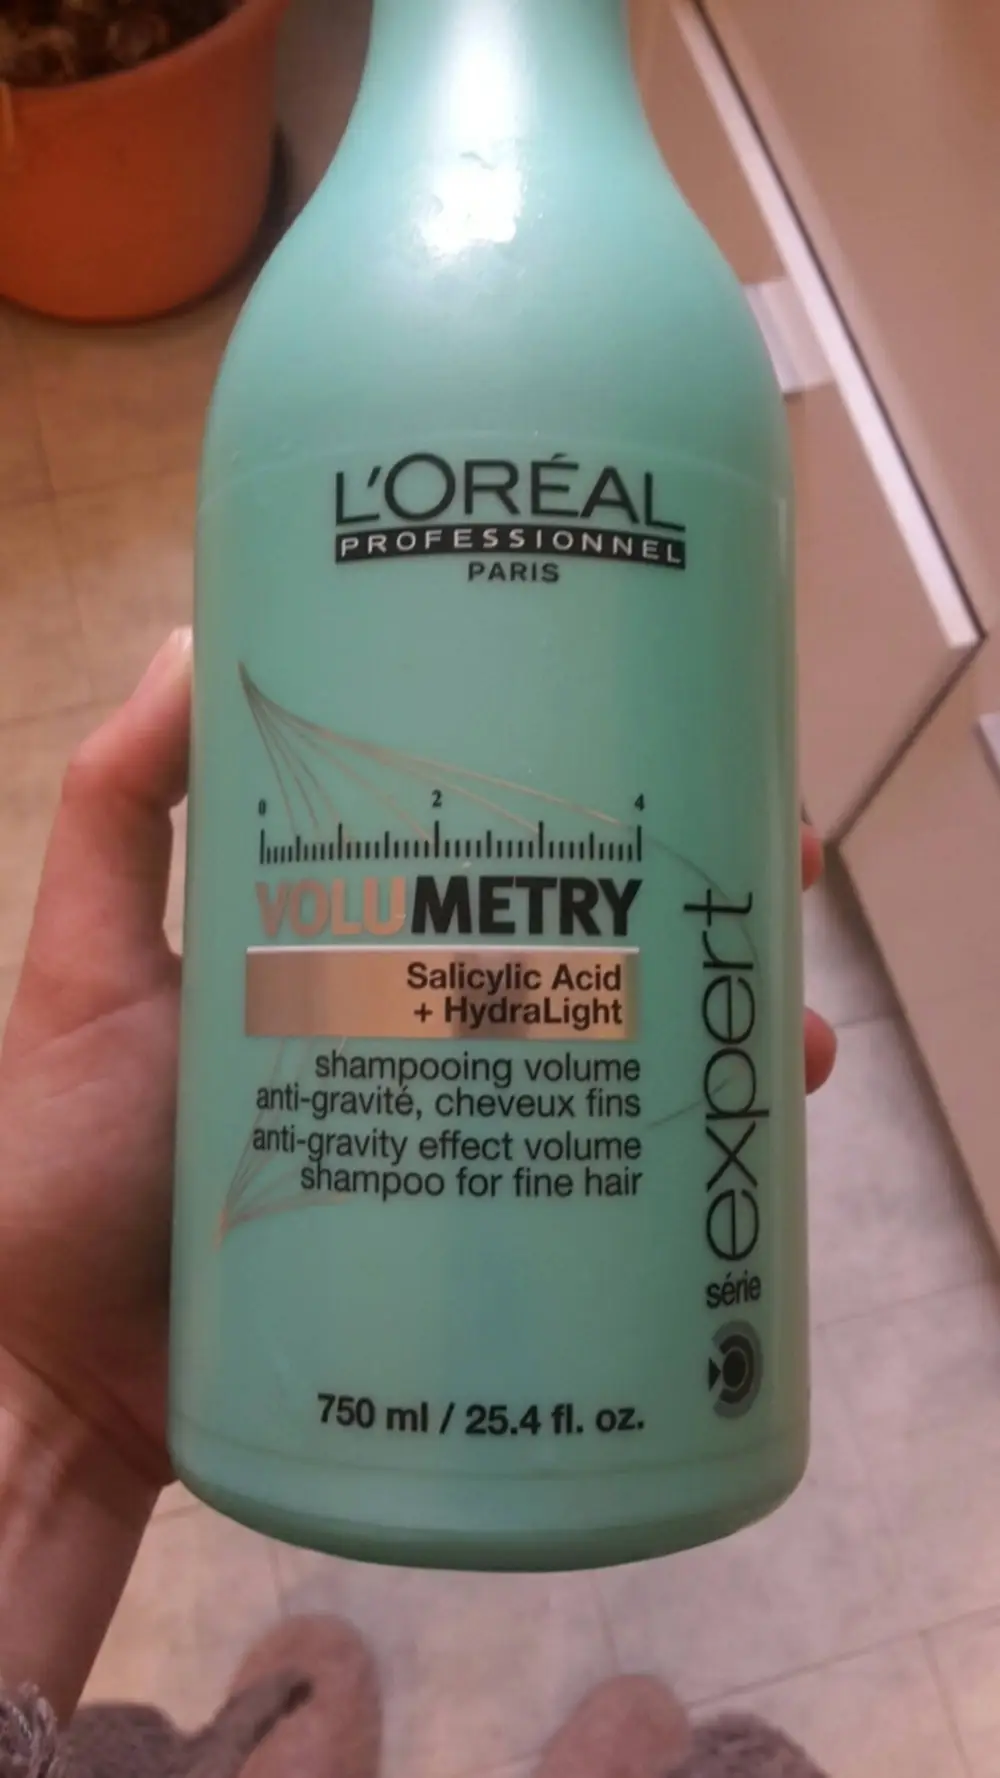 L'ORÉAL
PROFESSIONNEL
PARIS
0 2 4
VOLUMETRY
Salicylic Acid
+ HydraLight
shampooing volume
anti-gravité, cheveux fins
anti-gravity effect volume
shampoo for fine hair
série expert
750 ml / 25.4 fl. oz.